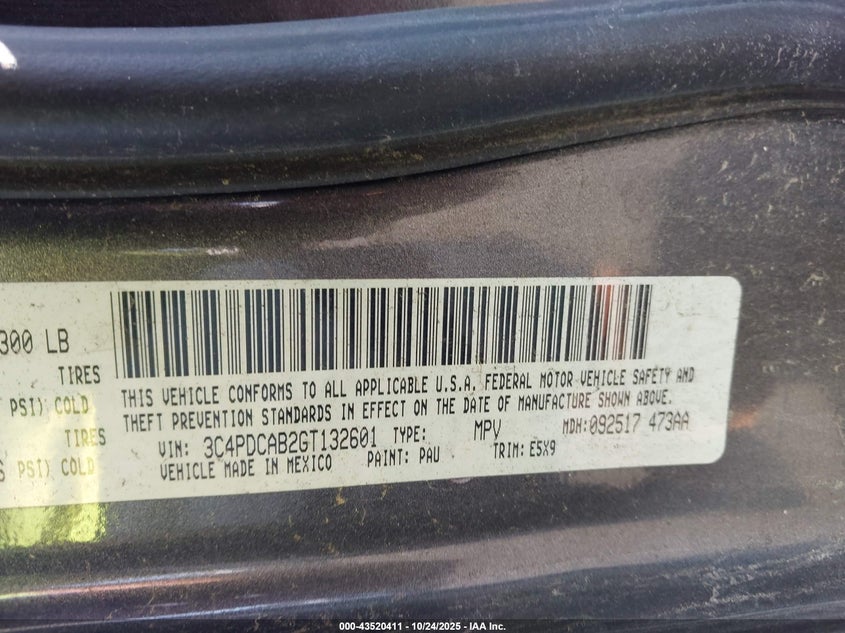 300 LB
TIRES
PSI) COLD
TIRES
PSI) COLD
THIS VEHICLE CONFORMS TO ALL APPLICABLE U.S.A. FEDERAL MOTOR VEHICLE SAFETY AND
THEFT PREVENTION STANDARDS IN EFFECT ON THE DATE OF MANUFACTURE SHOWN ABOVE.
VIN: 3C4PDCAB2GT132601 TYPE: MPV MDH:092517 473AA
VEHICLE MADE IN MEXICO PAINT: PAU TRIM: E5X9
000-43520411 - 10/24/2025 - IAA Inc.